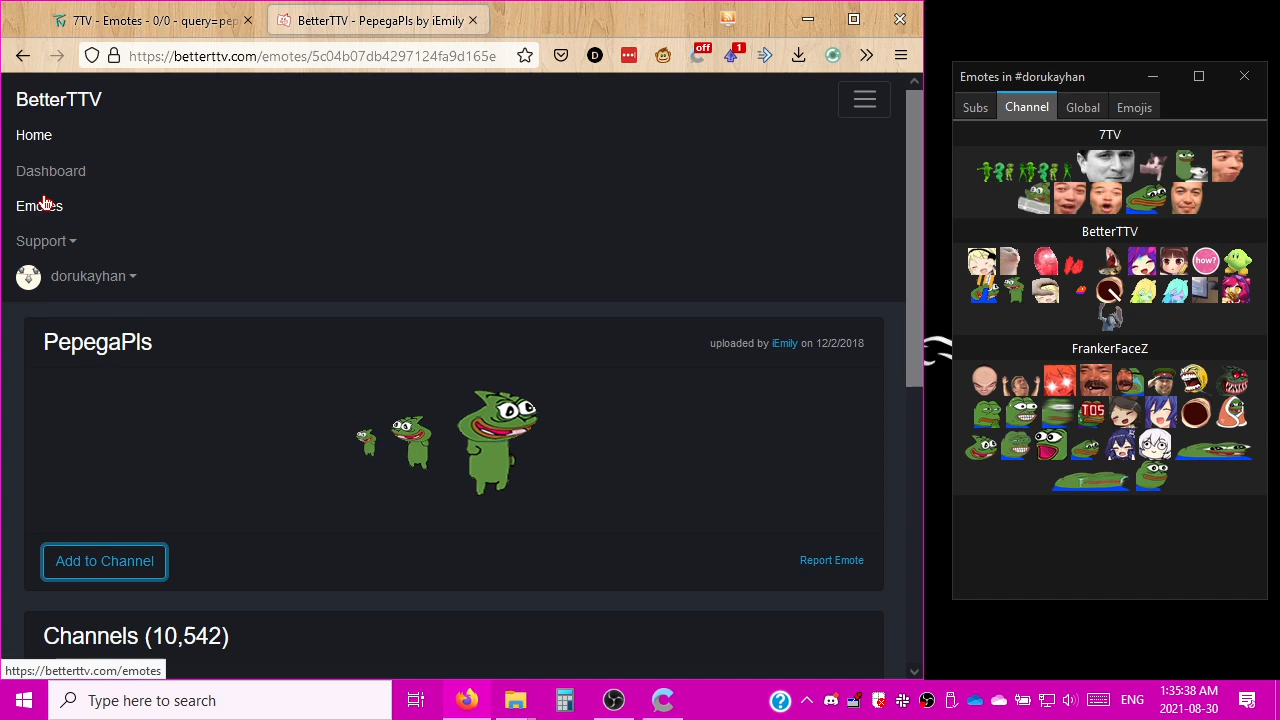 7TV - Emotes - 0/0 - query=pep
BetterTTV - PepegaPls by iEmily
https://betterttv.com/emotes/5c04b07db4297124fa9d165e
off
1
BetterTTV
Home
Dashboard
Emotes
Support
dorukayhan
PepegaPls
uploaded by iEmily on 12/2/2018
Add to Channel
Report Emote
Channels (10,542)
https://betterttv.com/emotes
Emotes in #dorukayhan
Subs
Channel
Global
Emojis
7TV
BetterTTV
how?
FrankerFaceZ
TOS
Type here to search
ENG
1:35:38 AM
2021-08-30